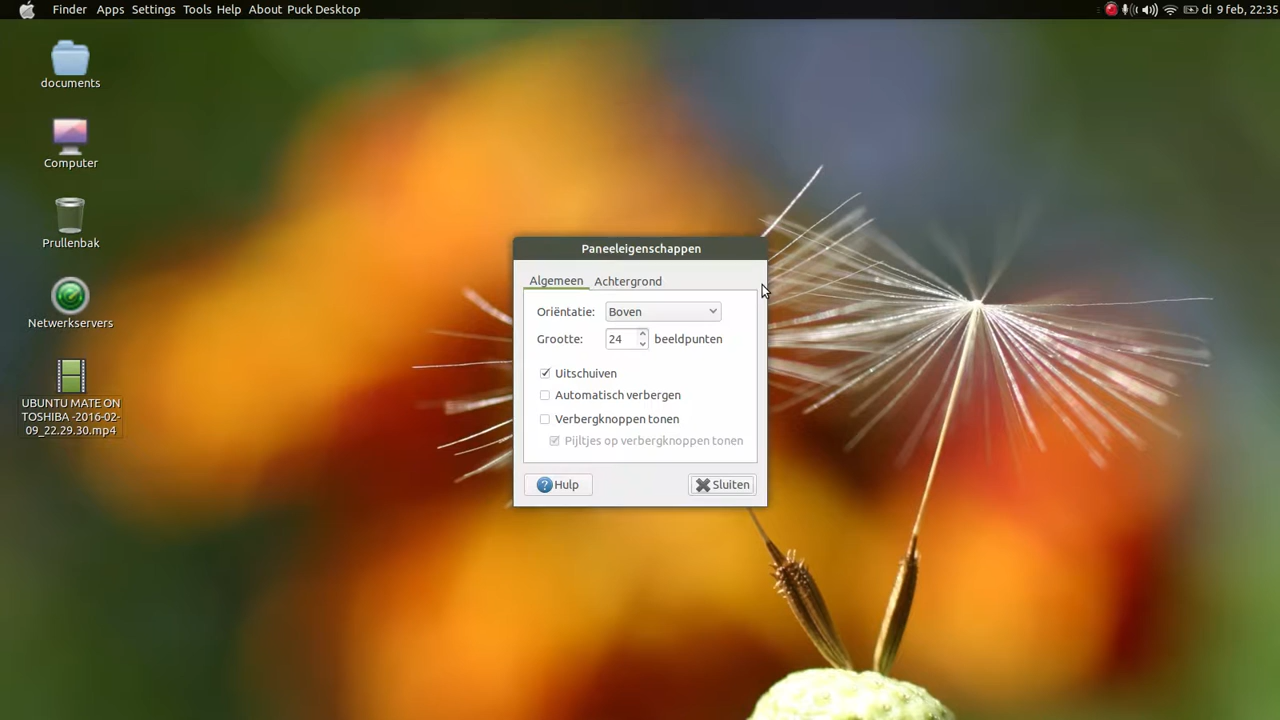 Finder Apps Settings Tools Help About Puck Desktop di 9 feb, 22:35
documents
Computer
Prullenbak
Netwerkservers
UBUNTU MATE ON
TOSHIBA -2016-02-
09_22.29.30.mp4
Paneeleigenschappen
Algemeen Achtergrond
Oriëntatie: Boven
Grootte: 24 beeldpunten
Uitschuiven
Automatisch verbergen
Verbergknoppen tonen
Pijltjes op verbergknoppen tonen
Hulp Sluiten